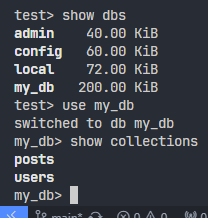 test> show dbs
admin    40.00 KiB
config   60.00 KiB
local    72.00 KiB
my_db   200.00 KiB
test> use my_db
switched to db my_db
my_db> show collections
posts
users
my_db>
main* 0 0